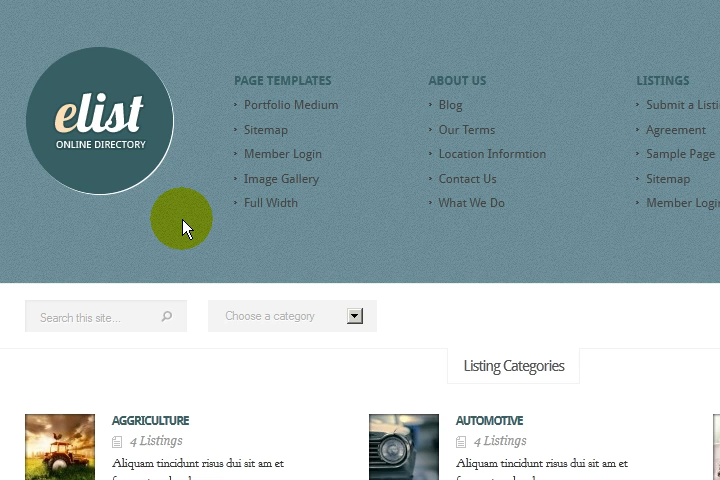 elist
ONLINE DIRECTORY
PAGE TEMPLATES
Portfolio Medium
Sitemap
Member Login
Image Gallery
Full Width
ABOUT US
Blog
Our Terms
Location Informtion
Contact Us
What We Do
LISTINGS
Submit a
Agreement
Sample Page
Sitemap
Member
Search this site...
Choose a category
Listing Categories
AGGRICULTURE
4 Listings
Aliquam tincidunt risus dui sit am et
AUTOMOTIVE
4 Listings
Aliquam tincidunt risus dui sit am et